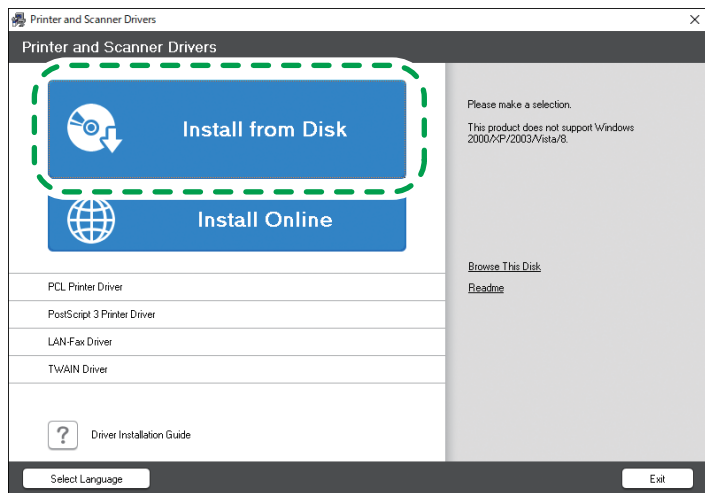 Printer and Scanner Drivers
Printer and Scanner Drivers
Install from Disk
Install Online
PCL Printer Driver
PostScript 3 Printer Driver
LAN-Fax Driver
TWAIN Driver
? Driver Installation Guide
Please make a selection.
This product does not support Windows
2000/XP/2003/Vista/8.
Browse This Disk
Readme
Select Language
Exit